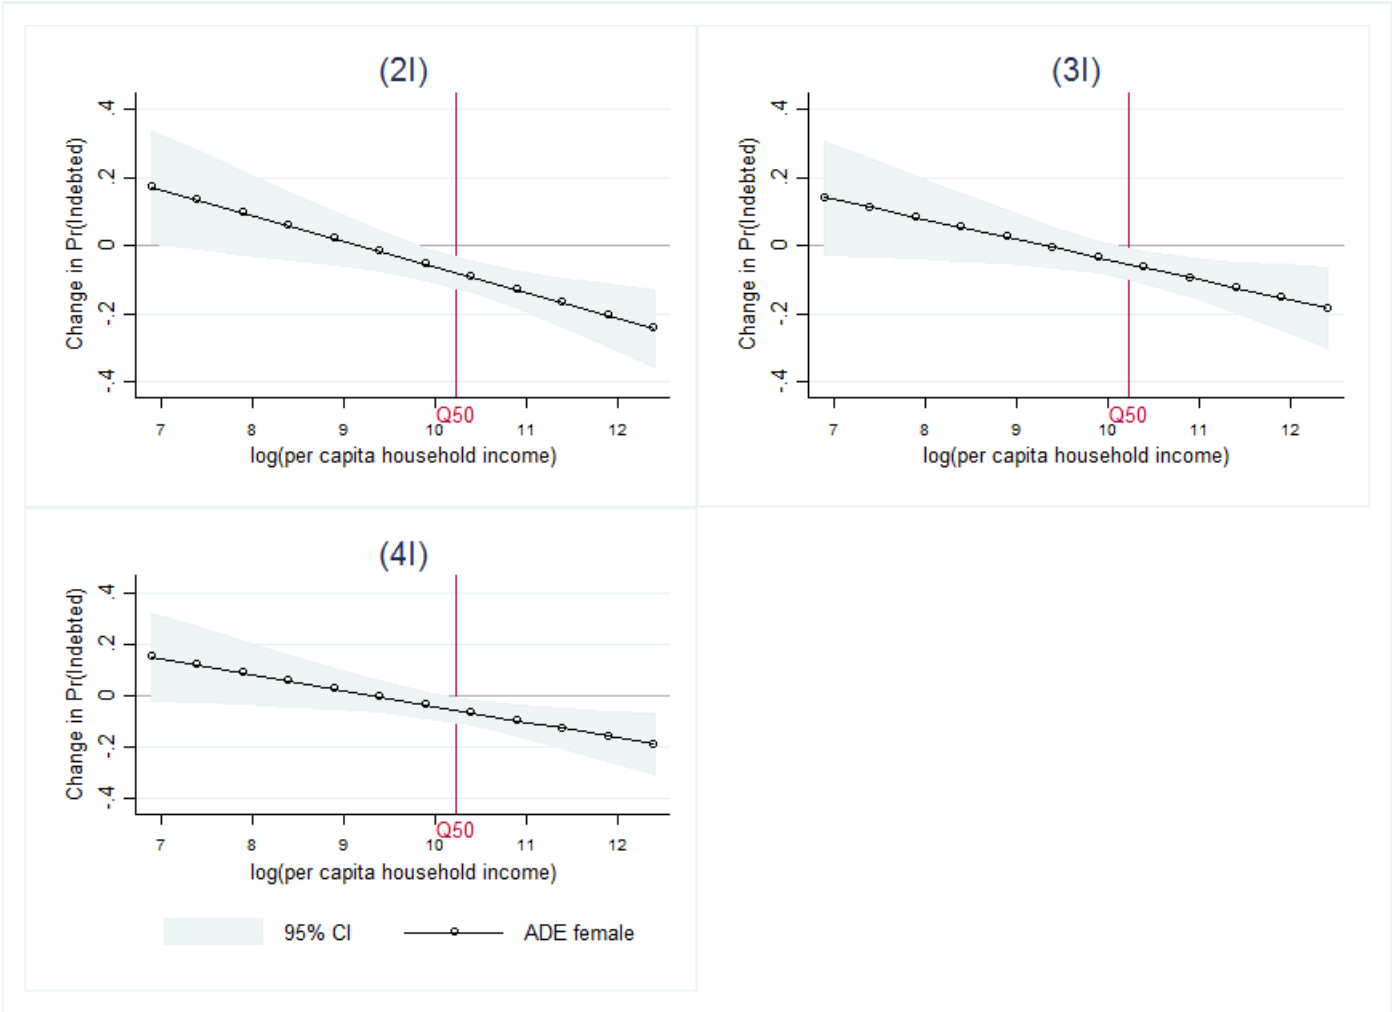 (2I)
Change in Pr(Indebted)
.4
.2
0
-.2
-.4
Q50
7 8 9 10 11 12
log(per capita household income)
(3I)
Change in Pr(Indebted)
.4
.2
0
-.2
-.4
Q50
7 8 9 10 11 12
log(per capita household income)
(4I)
Change in Pr(Indebted)
.4
.2
0
-.2
-.4
Q50
7 8 9 10 11 12
log(per capita household income)
95% CI ADE female